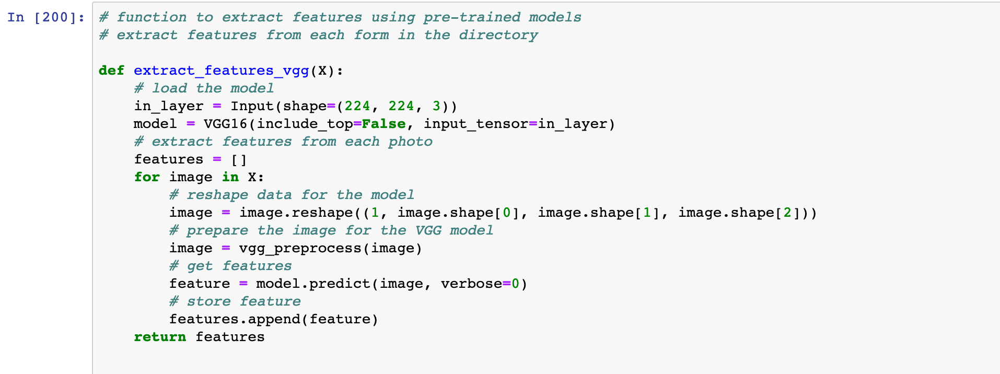 In [200]: # function to extract features using pre-trained models
# extract features from each form in the directory

def extract_features_vgg(X):
    # load the model
    in_layer = Input(shape=(224, 224, 3))
    model = VGG16(include_top=False, input_tensor=in_layer)
    # extract features from each photo
    features = []
    for image in X:
        # reshape data for the model
        image = image.reshape((1, image.shape[0], image.shape[1], image.shape[2]))
        # prepare the image for the VGG model
        image = vgg_preprocess(image)
        # get features
        feature = model.predict(image, verbose=0)
        # store feature
        features.append(feature)
    return features